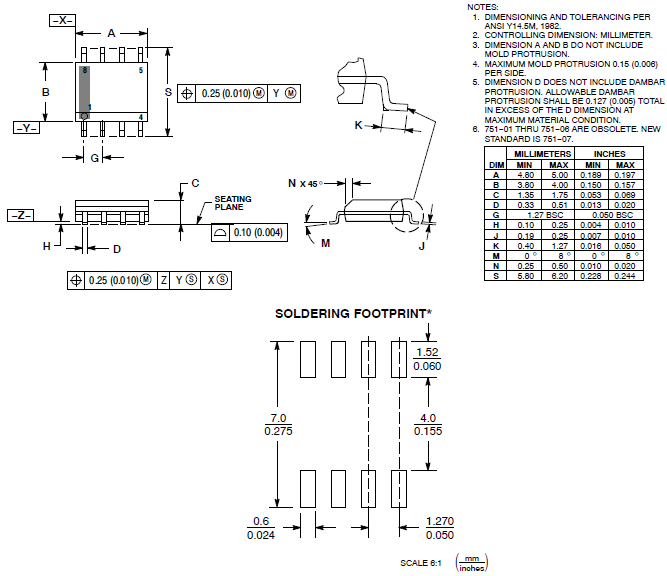 –X–
A
8
5
1
4
B
S
–Y–
G
⌖ 0.25 (0.010) Ⓜ Y Ⓜ
K
C
N X 45°
SEATING
PLANE
–Z–
0.10 (0.004)
H
D
M
J
⌖ 0.25 (0.010) Ⓜ Z Y Ⓢ X Ⓢ
NOTES:
1. DIMENSIONING AND TOLERANCING PER
ANSI Y14.5M, 1982.
2. CONTROLLING DIMENSION: MILLIMETER.
3. DIMENSION A AND B DO NOT INCLUDE
MOLD PROTRUSION.
4. MAXIMUM MOLD PROTRUSION 0.15 (0.006)
PER SIDE.
5. DIMENSION D DOES NOT INCLUDE DAMBAR
PROTRUSION. ALLOWABLE DAMBAR
PROTRUSION SHALL BE 0.127 (0.005) TOTAL
IN EXCESS OF THE D DIMENSION AT
MAXIMUM MATERIAL CONDITION.
6. 751–01 THRU 751–06 ARE OBSOLETE. NEW
STANDARD IS 751–07.
MILLIMETERS INCHES
DIM MIN MAX MIN MAX
A 4.80 5.00 0.189 0.197
B 3.80 4.00 0.150 0.157
C 1.35 1.75 0.053 0.069
D 0.33 0.51 0.013 0.020
G 1.27 BSC 0.050 BSC
H 0.10 0.25 0.004 0.010
J 0.19 0.25 0.007 0.010
K 0.40 1.27 0.016 0.050
M 0 ° 8 ° 0 ° 8 °
N 0.25 0.50 0.010 0.020
S 5.80 6.20 0.228 0.244
SOLDERING FOOTPRINT*
1.52
0.060
7.0
0.275
4.0
0.155
0.6
0.024
1.270
0.050
SCALE 6:1
mm
inches